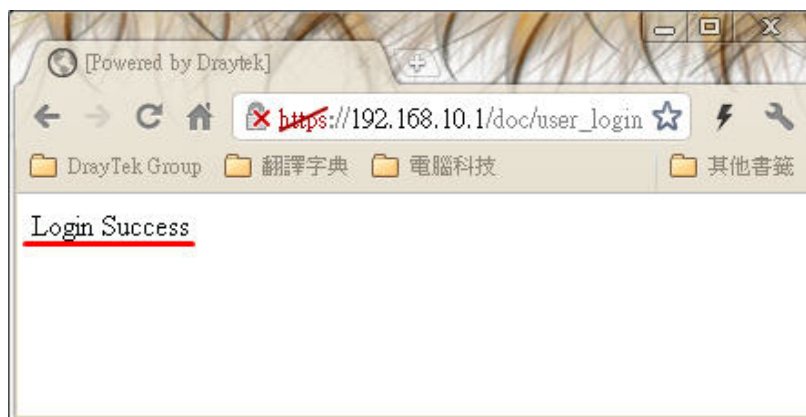 [Powered by Draytek]
https://192.168.10.1/doc/user_login
DrayTek Group 翻譯字典 電腦科技 其他書籤
Login Success